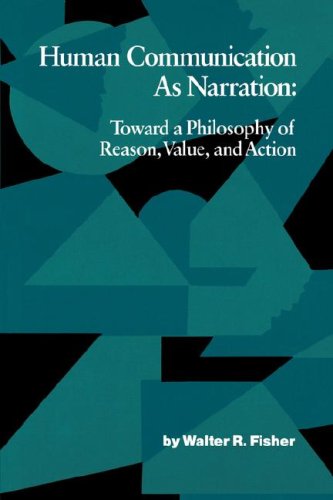 Human Communication
As Narration:
Toward a Philosophy of
Reason, Value, and Action
by Walter R. Fisher